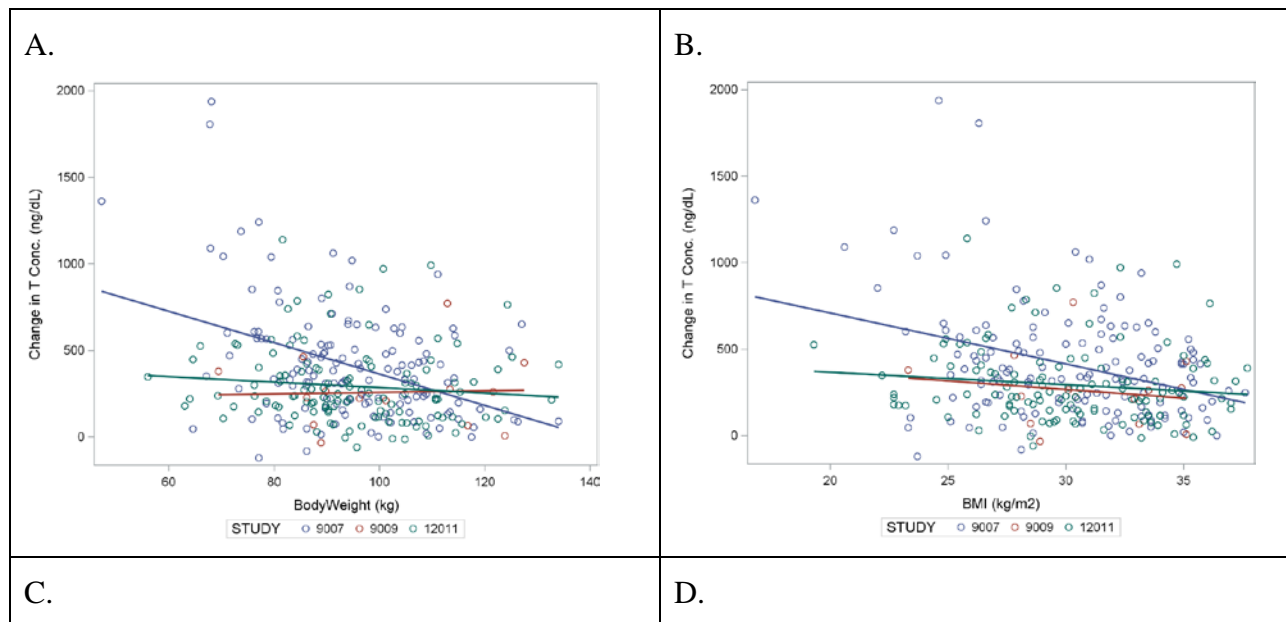 A.
2000
1500
1000
500
0
Change in T Conc. (ng/dL)
60
80
100
120
140
BodyWeight (kg)
STUDY 9007 9009 12011
B.
2000
1500
1000
500
0
Change in T Conc. (ng/dL)
20
25
30
35
BMI (kg/m2)
STUDY 9007 9009 12011
C.
D.